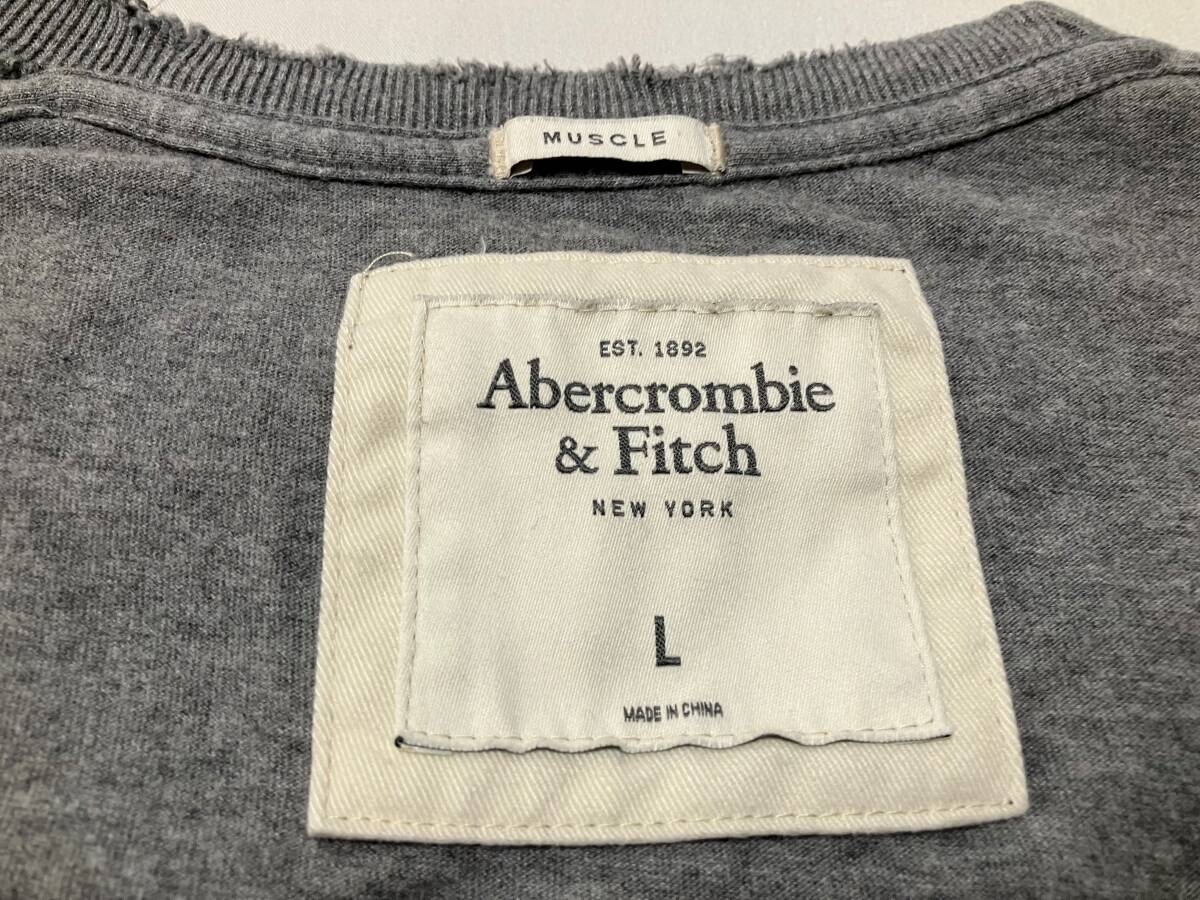 MUSCLE
EST. 1892
Abercrombie
& Fitch
NEW YORK
L
MADE IN CHINA